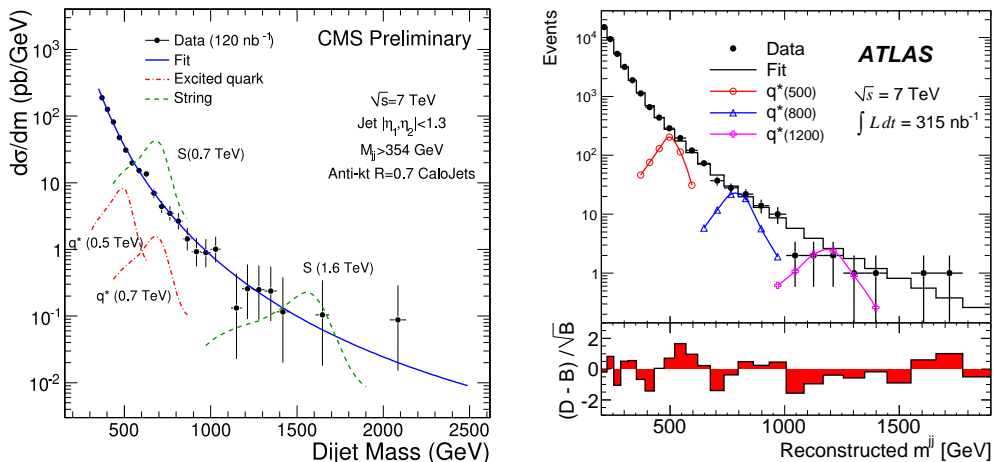 dσ/dm (pb/GeV)
10³
10²
10
1
10⁻¹
10⁻²
CMS Preliminary
Data (120 nb⁻¹)
Fit
Excited quark
String
√s=7 TeV
Jet |η₁,η₂|<1.3
Mjj>354 GeV
Anti-kt R=0.7 CaloJets
S(0.7 TeV)
q* (0.5 TeV)
q* (0.7 TeV)
S (1.6 TeV)
500 1000 1500 2000 2500
Dijet Mass (GeV)
Events
10⁴
10³
10²
10
1
ATLAS
Data
Fit
q*(500)
q*(800)
q*(1200)
√s = 7 TeV
∫ L dt = 315 nb⁻¹
(D - B) / √B
2
0
-2
500 1000 1500
Reconstructed mjj [GeV]